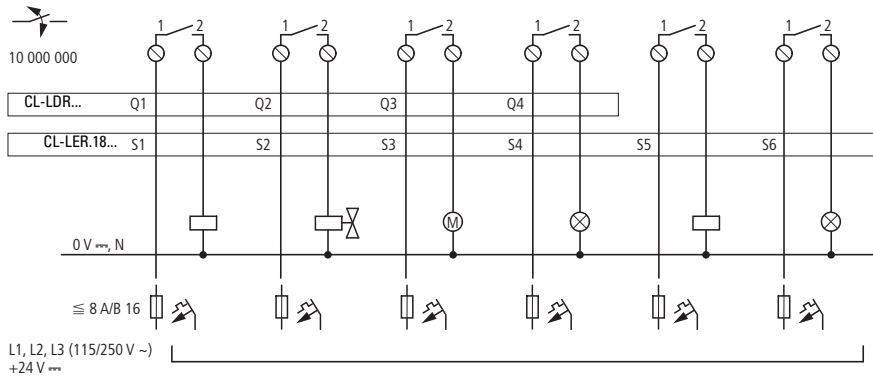 1 2 1 2 1 2 1 2 1 2 1 2
10 000 000
CL-LDR... Q1 Q2 Q3 Q4
CL-LER.18... S1 S2 S3 S4 S5 S6
M
0 V ⎓, N
≦ 8 A/B 16
L1, L2, L3 (115/250 V ~)
+24 V ⎓